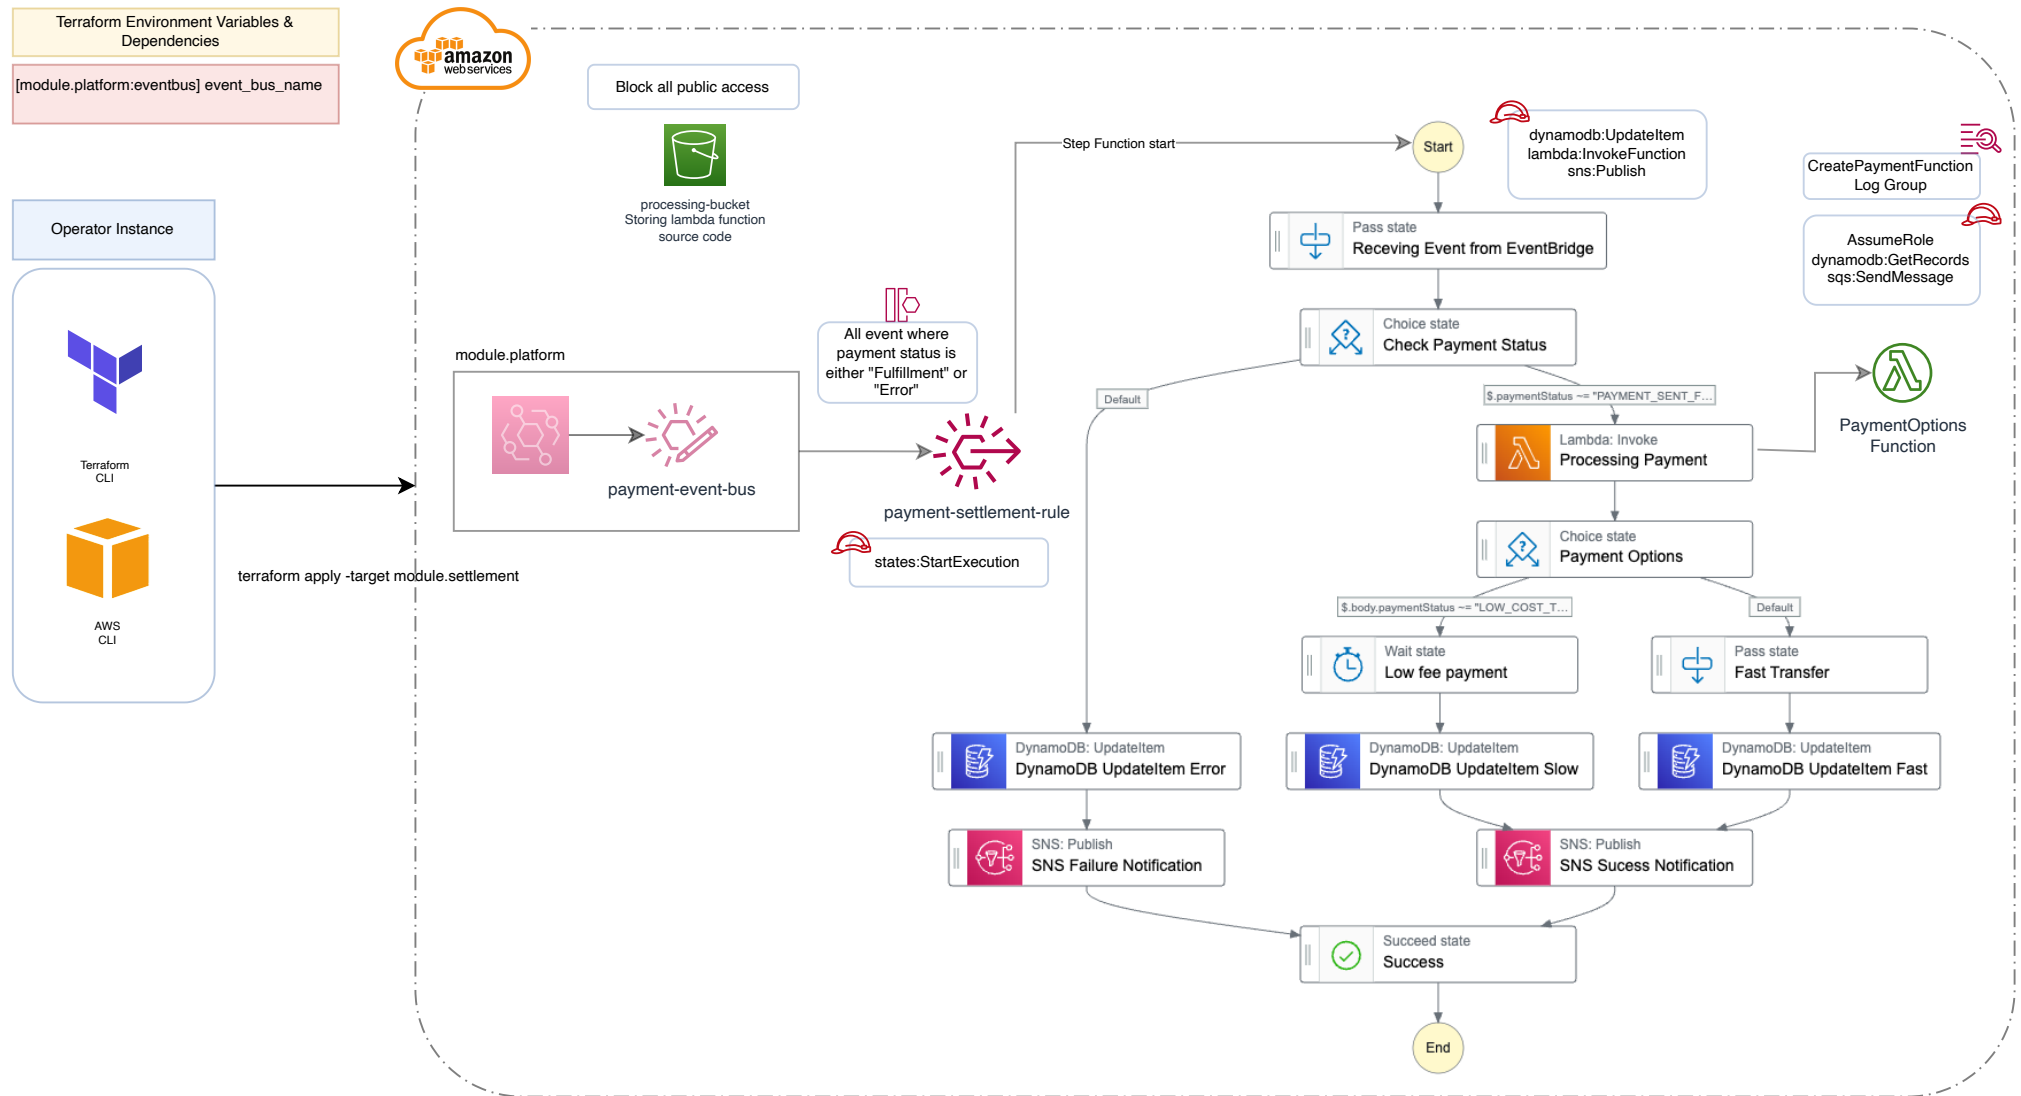 Terraform Environment Variables &
Dependencies
[module.platform:eventbus] event_bus_name
Operator Instance
Terraform
CLI
AWS
CLI
terraform apply -target module.settlement
amazon
webservices
Block all public access
processing-bucket
Storing lambda function
source code
module.platform
payment-event-bus
All event where
payment status is
either "Fulfillment" or
"Error"
payment-settlement-rule
states:StartExecution
Step Function start
Start
dynamodb:UpdateItem
lambda:InvokeFunction
sns:Publish
CreatePaymentFunction
Log Group
AssumeRole
dynamodb:GetRecords
sqs:SendMessage
PaymentOptions
Function
Pass state
Receving Event from EventBridge
Choice state
Check Payment Status
Default
$.paymentStatus ~= "PAYMENT_SENT_F...
Lambda: Invoke
Processing Payment
Choice state
Payment Options
$.body.paymentStatus ~= "LOW_COST_T...
Default
Wait state
Low fee payment
Pass state
Fast Transfer
DynamoDB: UpdateItem
DynamoDB UpdateItem Error
DynamoDB: UpdateItem
DynamoDB UpdateItem Slow
DynamoDB: UpdateItem
DynamoDB UpdateItem Fast
SNS: Publish
SNS Failure Notification
SNS: Publish
SNS Sucess Notification
Succeed state
Success
End